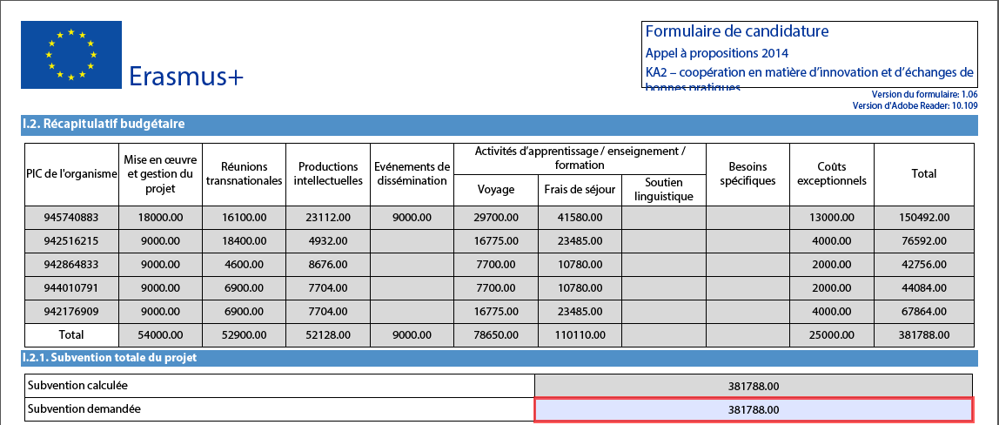 Erasmus+
Formulaire de candidature
Appel à propositions 2014
KA2 – coopération en matière d'innovation et d'échanges de
bonnes pratiques
Version du formulaire: 1.06
Version d'Adobe Reader: 10.109
I.2. Récapitulatif budgétaire
PIC de l'organisme Mise en œuvre et gestion du projet Réunions transnationales Productions intellectuelles Evénements de dissémination Activités d'apprentissage / enseignement / formation Besoins spécifiques Coûts exceptionnels Total
Voyage Frais de séjour Soutien linguistique
945740883 18000.00 16100.00 23112.00 9000.00 29700.00 41580.00 13000.00 150492.00
942516215 9000.00 18400.00 4932.00 16775.00 23485.00 4000.00 76592.00
942864833 9000.00 4600.00 8676.00 7700.00 10780.00 2000.00 42756.00
944010791 9000.00 6900.00 7704.00 7700.00 10780.00 2000.00 44084.00
942176909 9000.00 6900.00 7704.00 16775.00 23485.00 4000.00 67864.00
Total 54000.00 52900.00 52128.00 9000.00 78650.00 110110.00 25000.00 381788.00
I.2.1. Subvention totale du projet
Subvention calculée 381788.00
Subvention demandée 381788.00